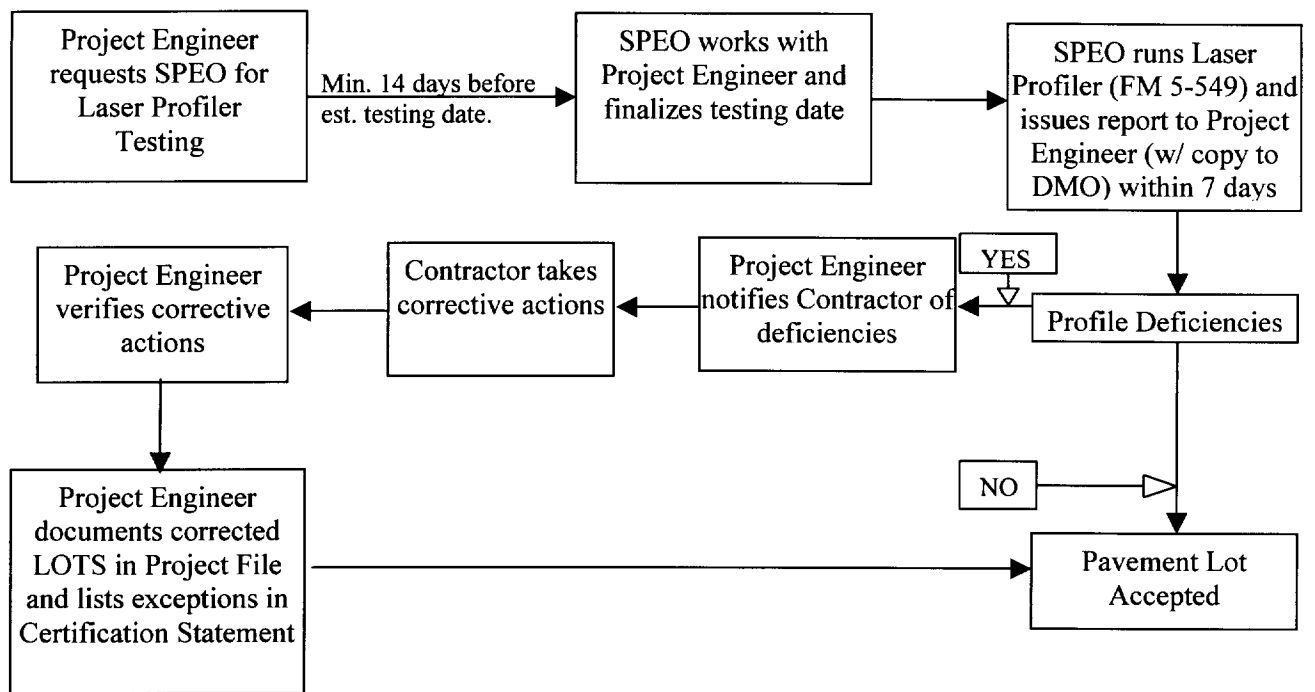 Project Engineer
requests SPEO for
Laser Profiler
Testing
Min. 14 days before
est. testing date.
SPEO works with
Project Engineer and
finalizes testing date
SPEO runs Laser
Profiler (FM 5-549) and
issues report to Project
Engineer (w/ copy to
DMO) within 7 days
Profile Deficiencies
YES
Project Engineer
notifies Contractor of
deficiencies
Contractor takes
corrective actions
Project Engineer
verifies corrective
actions
Project Engineer
documents corrected
LOTS in Project File
and lists exceptions in
Certification Statement
NO
Pavement Lot
Accepted